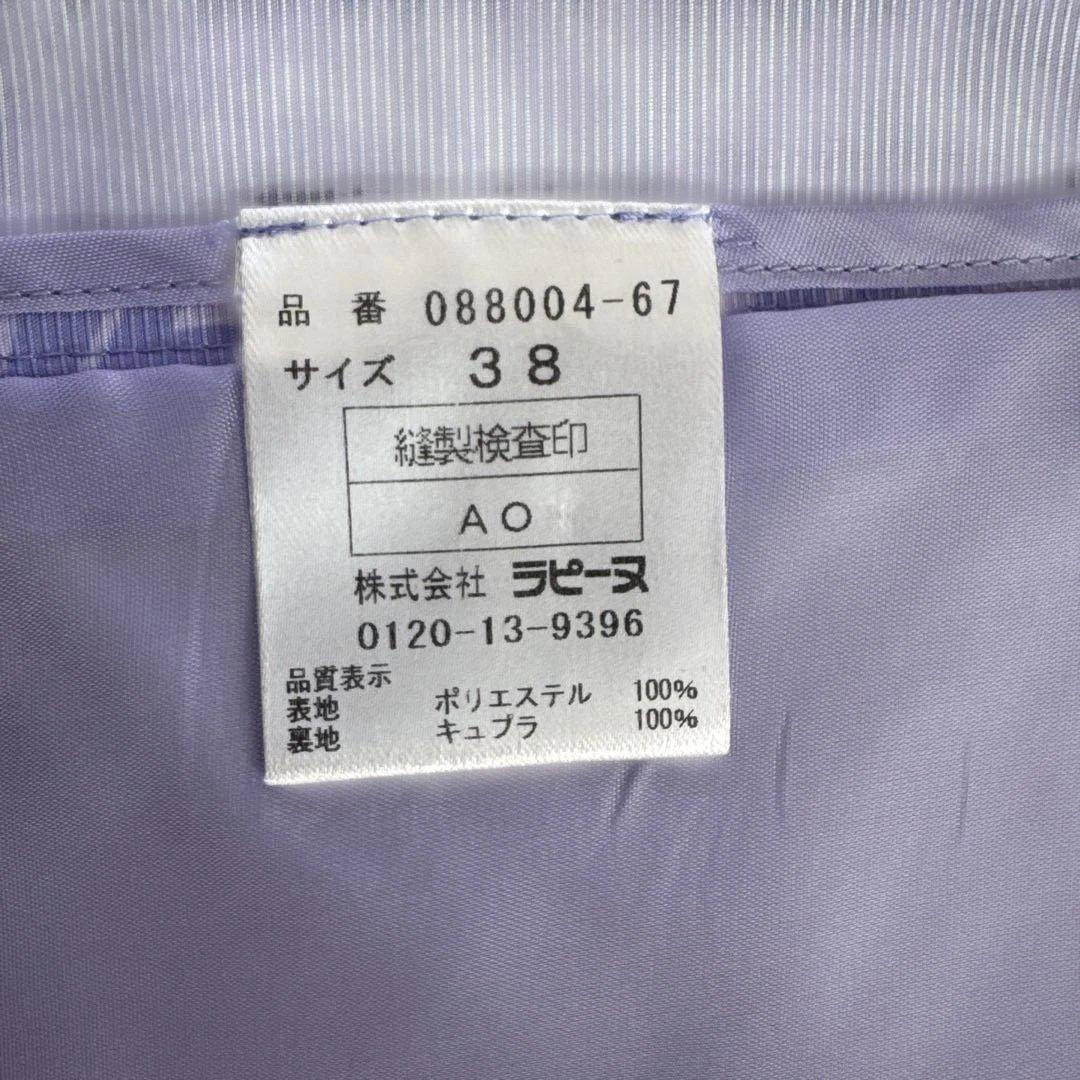 品 番 088004-67
サイズ 38
縫製検査印
AO
株式会社 ラピーヌ
0120-13-9396
品質表示
表地 ポリエステル 100%
裏地 キュプラ 100%